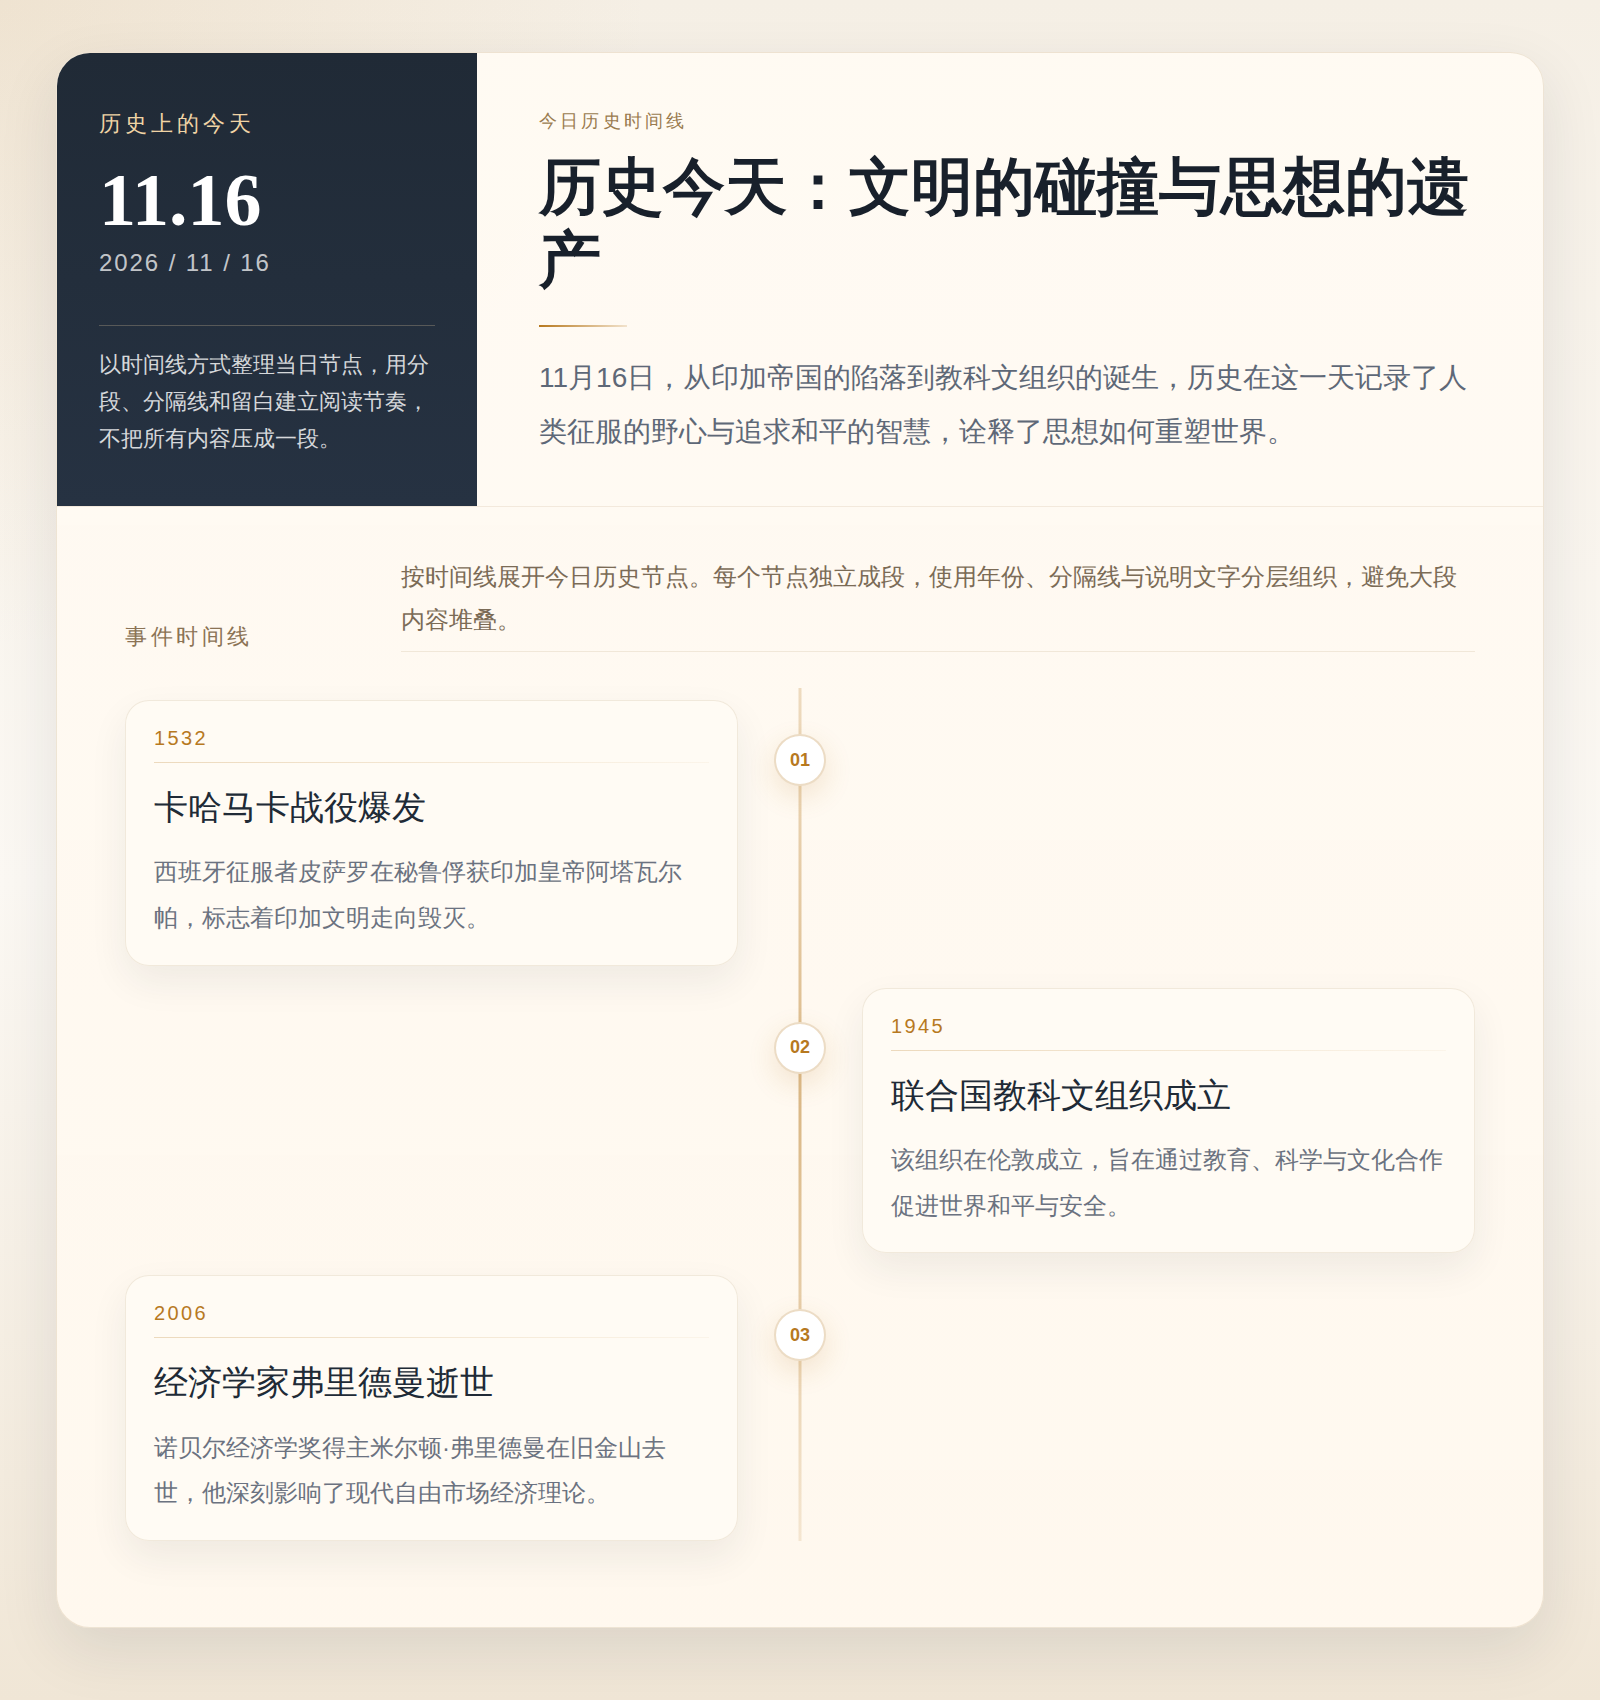 历史上的今天
11.16
2026 / 11 / 16
以时间线方式整理当日节点，用分
段、分隔线和留白建立阅读节奏，
不把所有内容压成一段。
今日历史时间线
历史今天：文明的碰撞与思想的遗
产
11月16日，从印加帝国的陷落到教科文组织的诞生，历史在这一天记录了人
类征服的野心与追求和平的智慧，诠释了思想如何重塑世界。
事件时间线
按时间线展开今日历史节点。每个节点独立成段，使用年份、分隔线与说明文字分层组织，避免大段
内容堆叠。
01
1532
卡哈马卡战役爆发
西班牙征服者皮萨罗在秘鲁俘获印加皇帝阿塔瓦尔
帕，标志着印加文明走向毁灭。
02
1945
联合国教科文组织成立
该组织在伦敦成立，旨在通过教育、科学与文化合作
促进世界和平与安全。
03
2006
经济学家弗里德曼逝世
诺贝尔经济学奖得主米尔顿·弗里德曼在旧金山去
世，他深刻影响了现代自由市场经济理论。